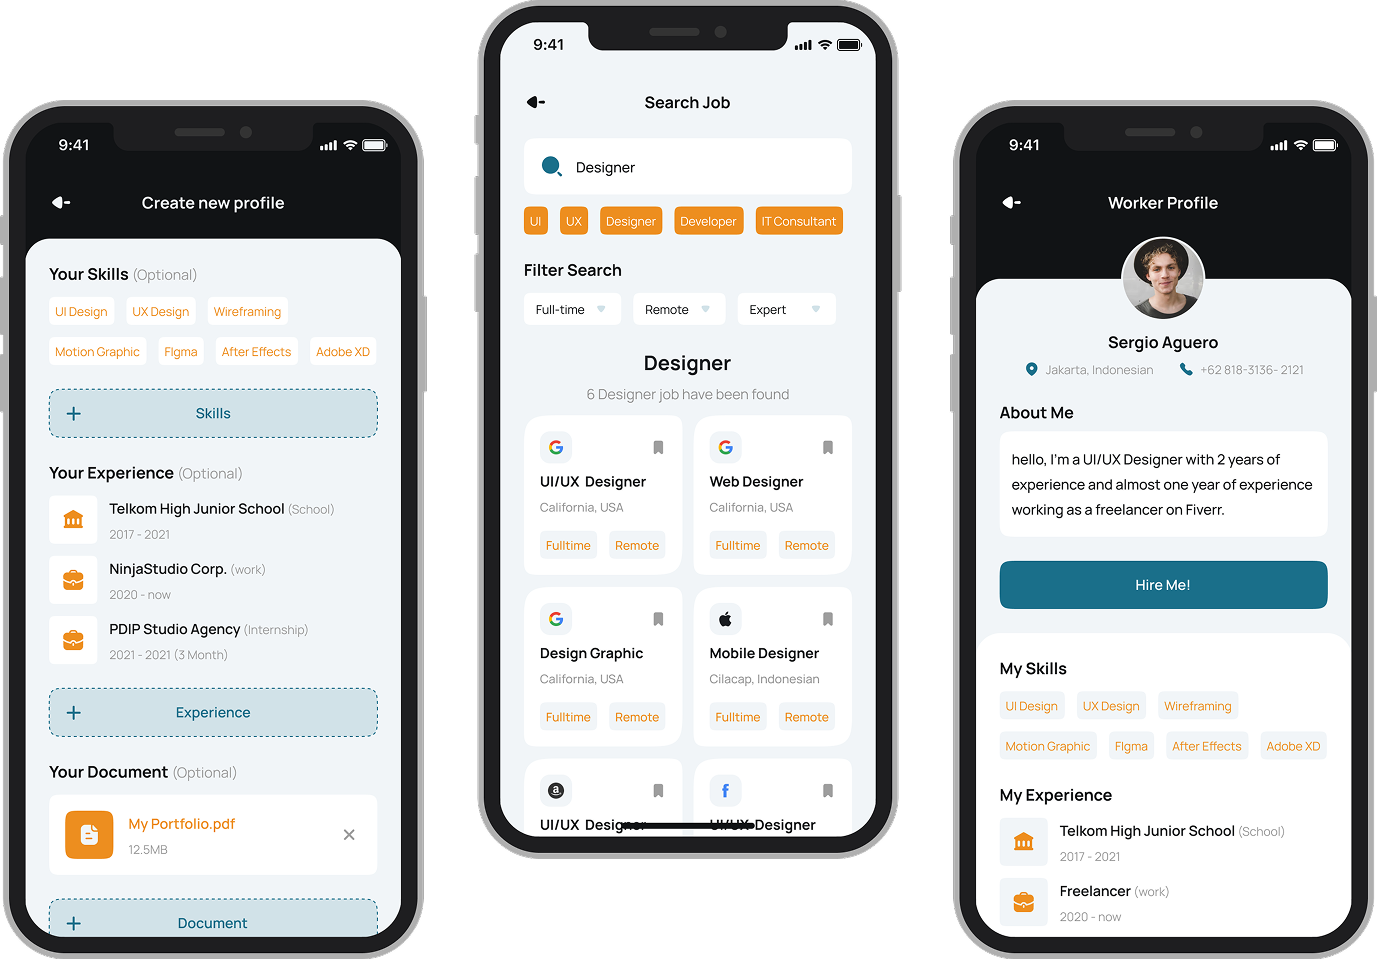 9:41
Create new profile
Your Skills (Optional)
UI Design UX Design Wireframing
Motion Graphic FIgma After Effects Adobe XD
+ Skills
Your Experience (Optional)
Telkom High Junior School (School)
2017 - 2021
NinjaStudio Corp. (work)
2020 - now
PDIP Studio Agency (Internship)
2021 - 2021 (3 Month)
+ Experience
Your Document (Optional)
My Portfolio.pdf
12.5MB
+ Document
9:41
Search Job
Designer
UI UX Designer Developer IT Consultant
Filter Search
Full-time Remote Expert
Designer
6 Designer job have been found
UI/UX Designer
California, USA
Fulltime Remote
Web Designer
California, USA
Fulltime Remote
Design Graphic
California, USA
Fulltime Remote
Mobile Designer
Cilacap, Indonesian
Fulltime Remote
UI/UX Designer
UI/UX Designer
9:41
Worker Profile
Sergio Aguero
Jakarta, Indonesian +62 818-3136- 2121
About Me
hello, I'm a UI/UX Designer with 2 years of
experience and almost one year of experience
working as a freelancer on Fiverr.
Hire Me!
My Skills
UI Design UX Design Wireframing
Motion Graphic FIgma After Effects Adobe XD
My Experience
Telkom High Junior School (School)
2017 - 2021
Freelancer (work)
2020 - now